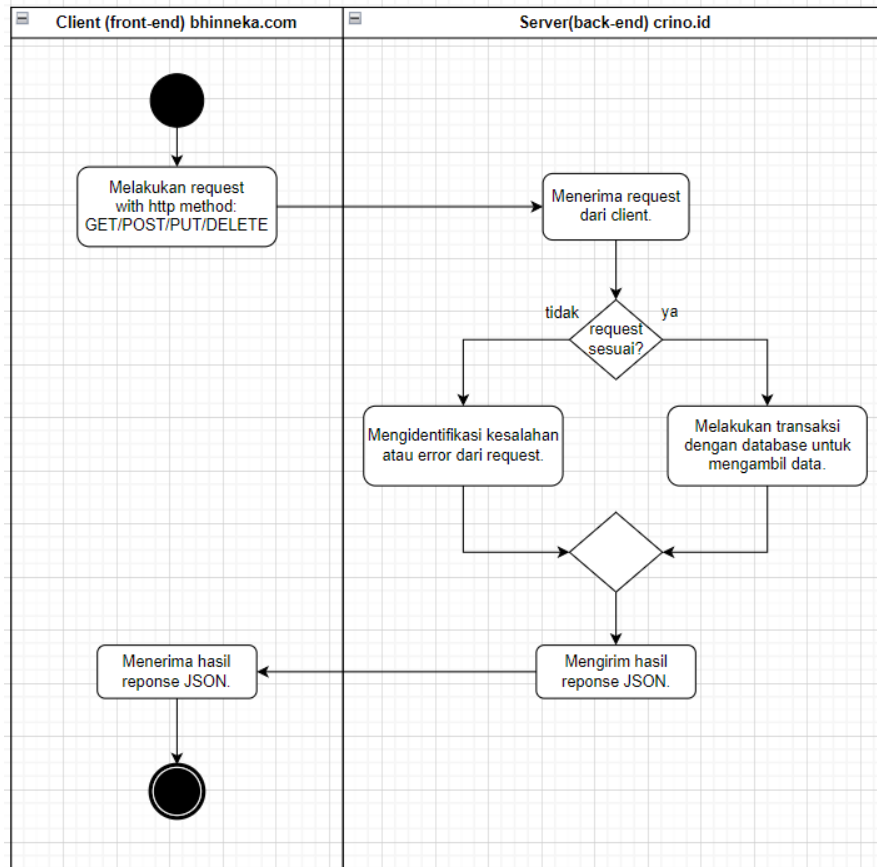 Client (front-end) bhinneka.com
Server(back-end) crino.id
Melakukan request
with http method:
GET/POST/PUT/DELETE
Menerima request
dari client.
tidak
ya
request
sesuai?
Mengidentifikasi kesalahan
atau error dari request.
Melakukan transaksi
dengan database untuk
mengambil data.
Menerima hasil
reponse JSON.
Mengirim hasil
reponse JSON.